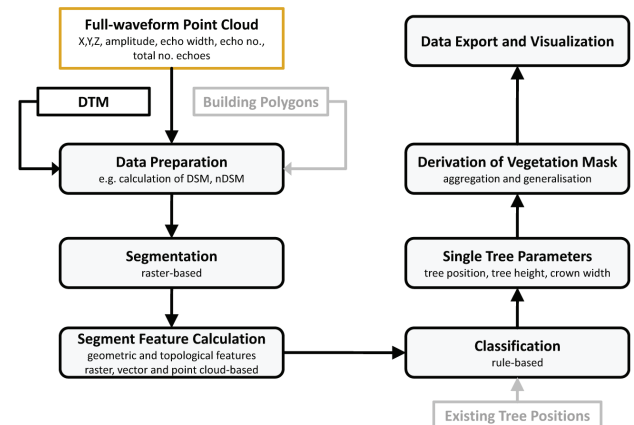 Full-waveform Point Cloud
X,Y,Z, amplitude, echo width, echo no.,
total no. echoes
DTM
Building Polygons
Data Preparation
e.g. calculation of DSM, nDSM
Segmentation
raster-based
Segment Feature Calculation
geometric and topological features
raster, vector and point cloud-based
Data Export and Visualization
Derivation of Vegetation Mask
aggregation and generalisation
Single Tree Parameters
tree position, tree height, crown width
Classification
rule-based
Existing Tree Positions